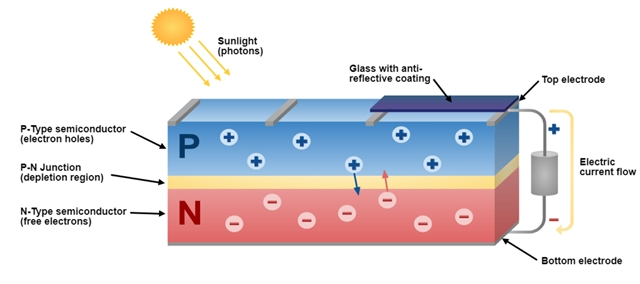 Sunlight
(photons)
Glass with anti-
reflective coating
Top electrode
P-Type semiconductor
(electron holes)
P
+
+
+
+
+
+
+
P-N Junction
(depletion region)
Electric
current flow
N-Type semiconductor
(free electrons)
N
−
−
−
−
−
−
−
−
Bottom electrode